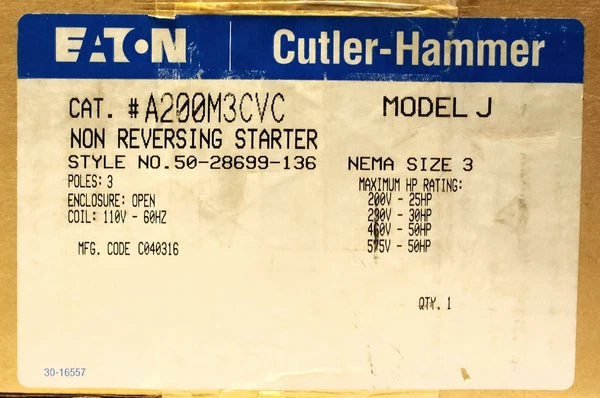 EATON Cutler-Hammer
CAT. # A200M3CVC MODEL J
NON REVERSING STARTER
STYLE NO. 50-28699-136 NEMA SIZE 3
POLES: 3 MAXIMUM HP RATING:
ENCLOSURE: OPEN 200V - 25HP
COIL: 110V - 60HZ 230V - 30HP
460V - 50HP
MFG. CODE C040316 575V - 50HP
QTY. 1
30-16557